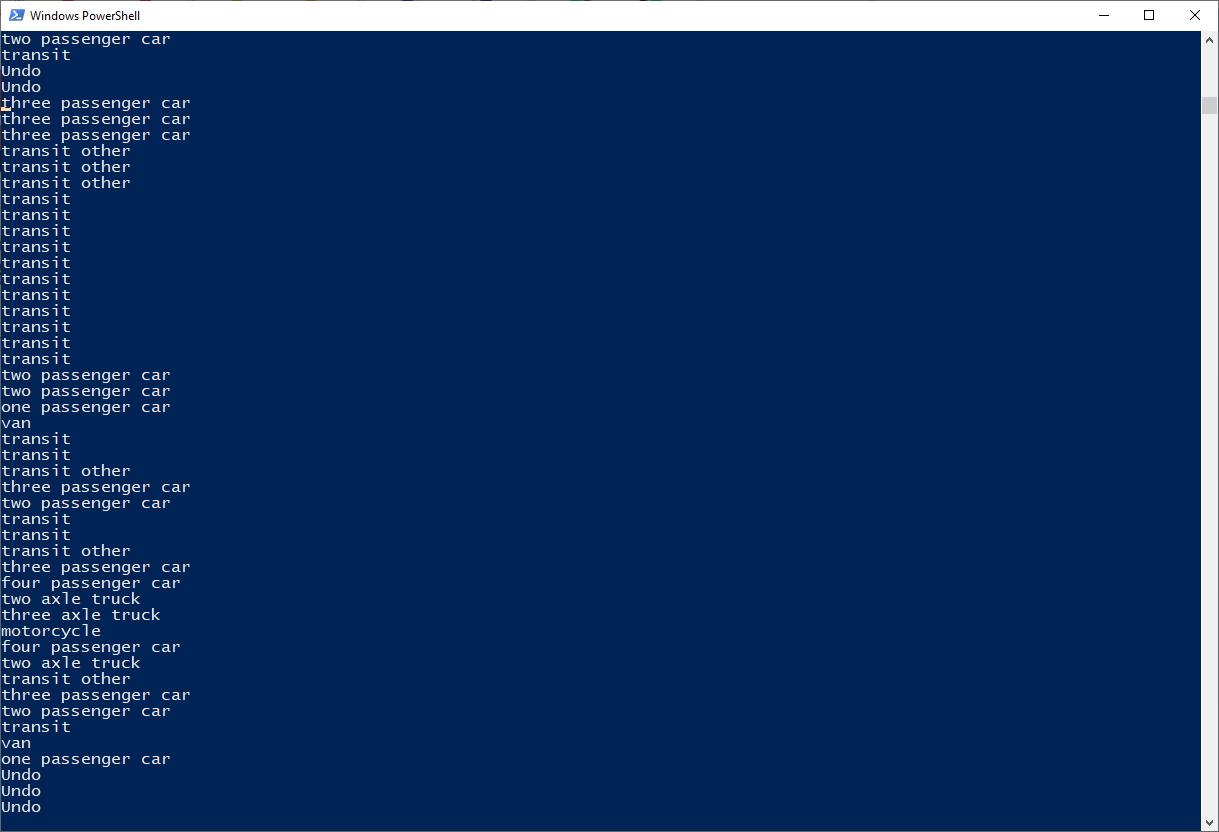 Windows PowerShell
two passenger car
transit
Undo
Undo
three passenger car
three passenger car
three passenger car
transit other
transit other
transit other
transit
transit
transit
transit
transit
transit
transit
transit
transit
transit
transit
two passenger car
two passenger car
one passenger car
van
transit
transit
transit other
three passenger car
two passenger car
transit
transit
transit other
three passenger car
four passenger car
two axle truck
three axle truck
motorcycle
four passenger car
two axle truck
transit other
three passenger car
two passenger car
transit
van
one passenger car
Undo
Undo
Undo